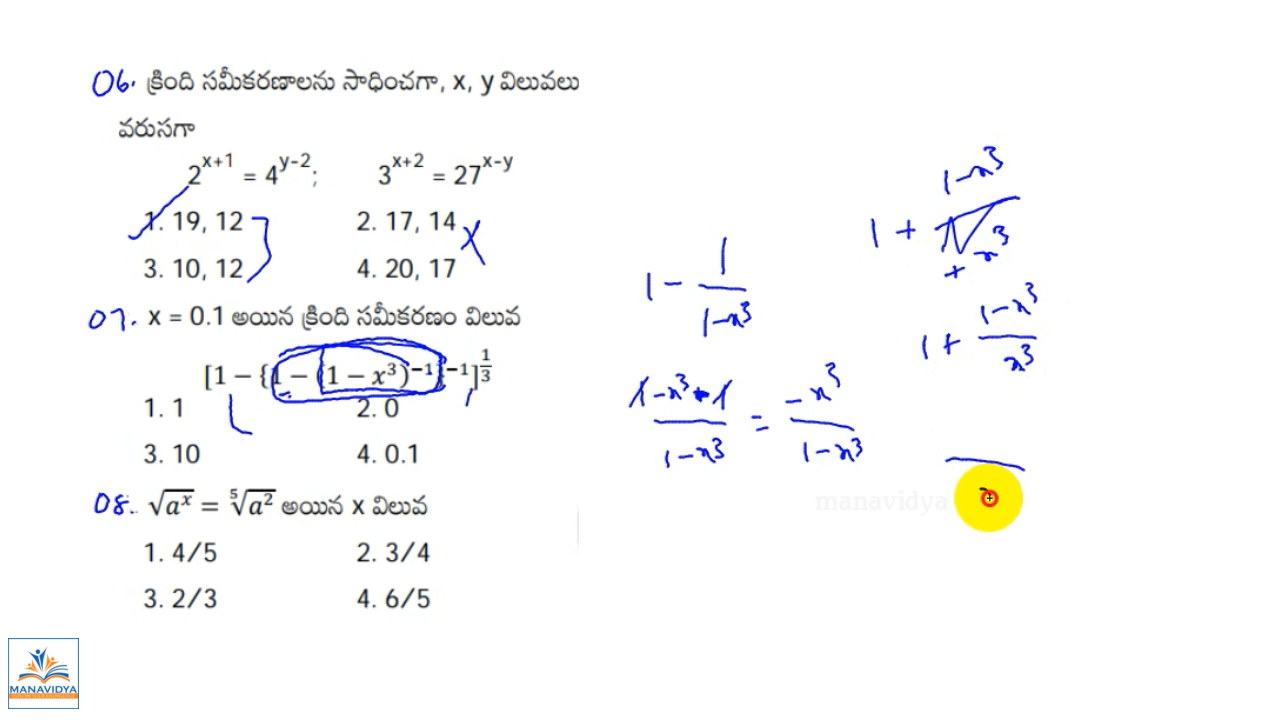 06. క్రింది సమీకరణాలను సాధించగా, x, y విలువలు
వరుసగా
2^{x+1} = 4^{y-2}; 3^{x+2} = 27^{x-y}
1. 19, 12 2. 17, 14
3. 10, 12 4. 20, 17
07. x = 0.1 అయిన క్రింది సమీకరణం విలువ
[1 − {1 − (1 − x³)⁻¹}⁻¹]^{1/3}
1. 1 2. 0
3. 10 4. 0.1
08. √a^x = ⁵√a² అయిన x విలువ
1. 4/5 2. 3/4
3. 2/3 4. 6/5
1 - 1/(1-x³)
(1-x³-1)/(1-x³) = -x³/(1-x³)
1-x³
1 +
+ x³
1 + (1-x³)/x³
manavidya
MANAVIDYA